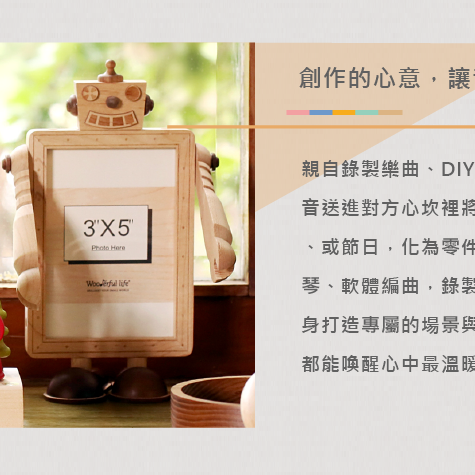 創作的心意，讓
親自錄製樂曲、DIY
音送進對方心坎裡將
、或節日，化為零件
琴、軟體編曲，錄製
身打造專屬的場景與
都能喚醒心中最溫暖
3"X5"
Photo Here
Wooderful life